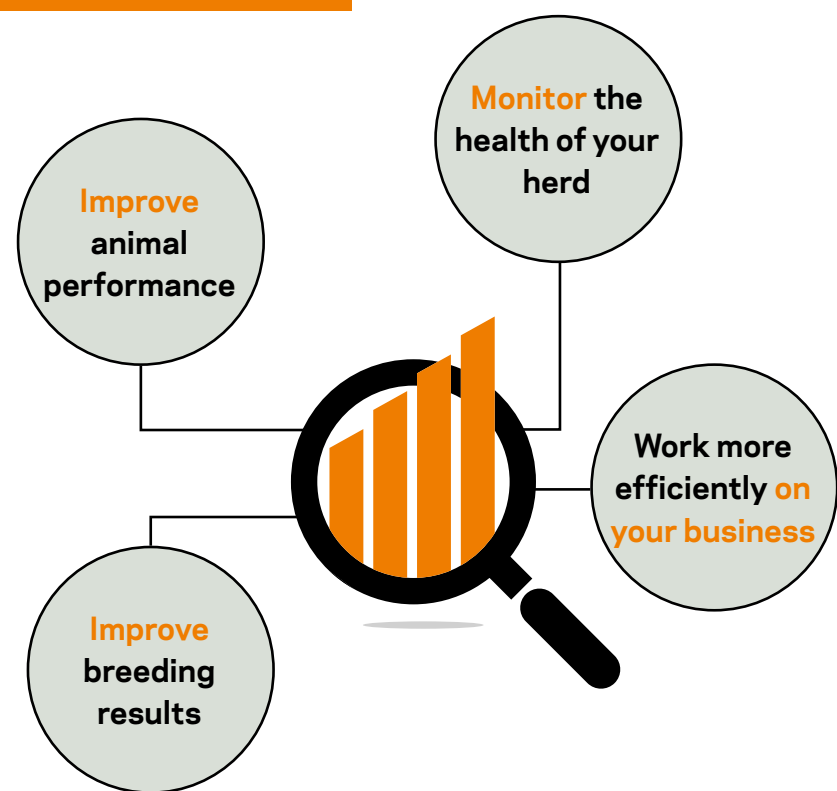 Monitor the
health of your
herd
Improve
animal
performance
Work more
efficiently on
your business
Improve
breeding
results